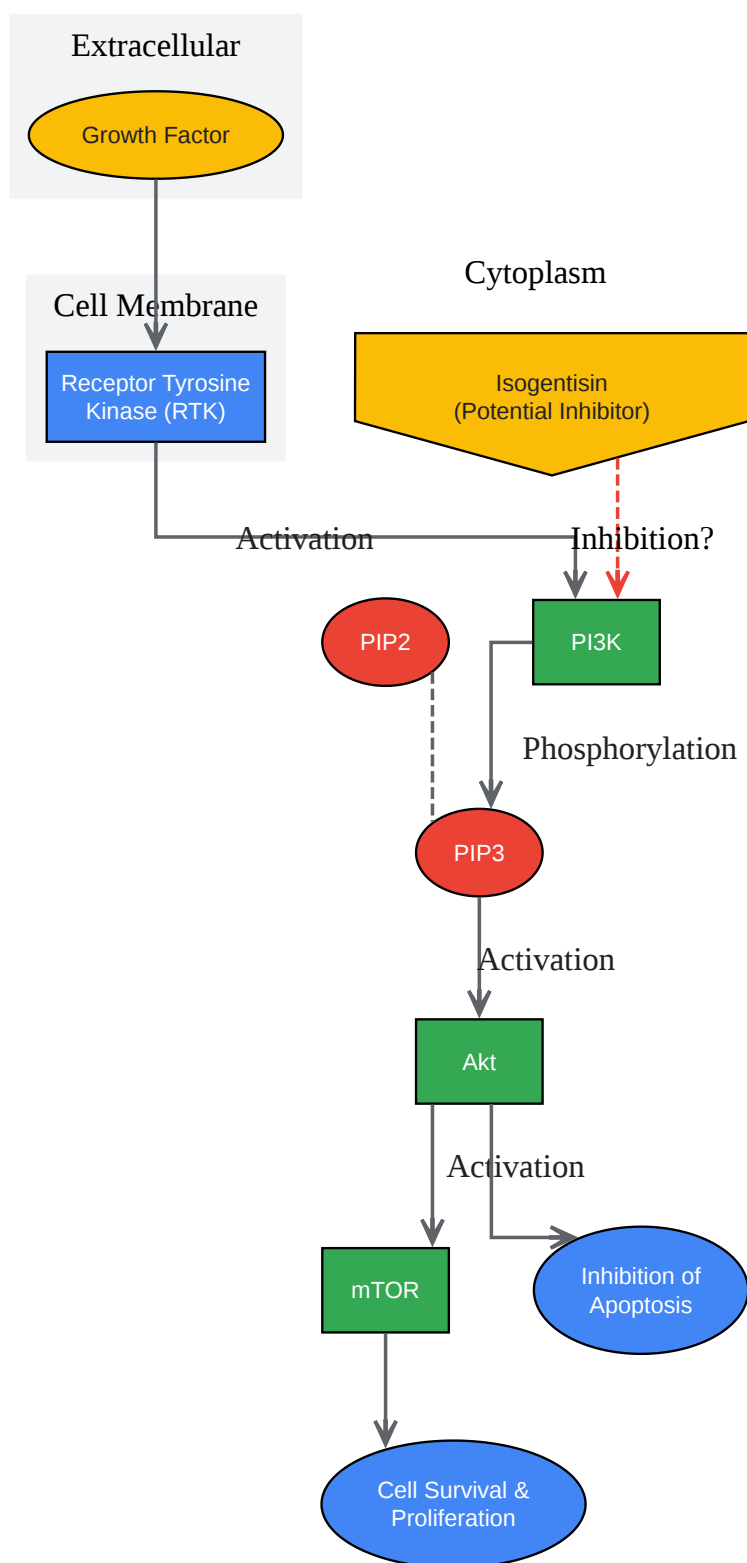 Extracellular
Growth Factor
Cytoplasm
Cell Membrane
Receptor Tyrosine
Kinase (RTK)
Isogentisin
(Potential Inhibitor)
Activation
Inhibition?
PIP2
PI3K
Phosphorylation
PIP3
Activation
Akt
Activation
mTOR
Inhibition of
Apoptosis
Cell Survival &
Proliferation